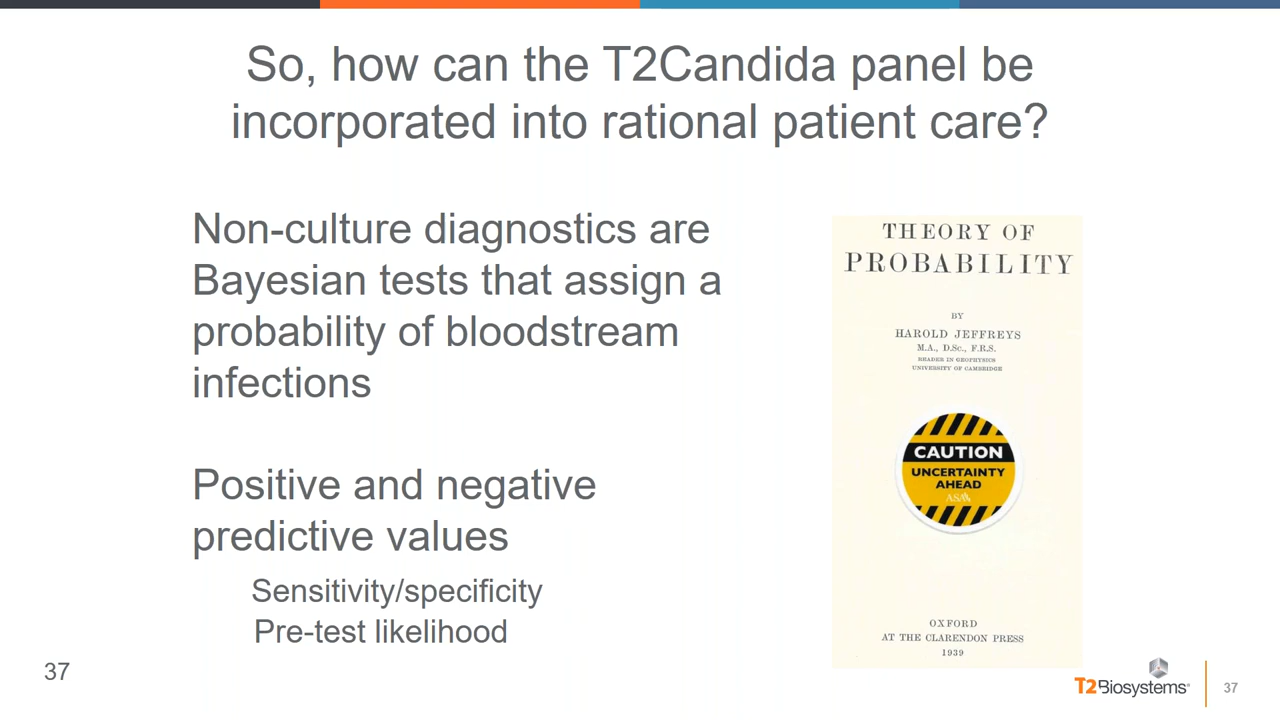 So, how can the T2Candida panel be
incorporated into rational patient care?
Non-culture diagnostics are
Bayesian tests that assign a
probability of bloodstream
infections
Positive and negative
predictive values
Sensitivity/specificity
Pre-test likelihood
THEORY OF
PROBABILITY
BY
HAROLD JEFFREYS
M.A., D.Sc., F.R.S.
READER IN GEOPHYSICS
UNIVERSITY OF CAMBRIDGE
CAUTION
UNCERTAINTY
AHEAD
ASA
OXFORD
AT THE CLARENDON PRESS
1939
37
T2Biosystems
37